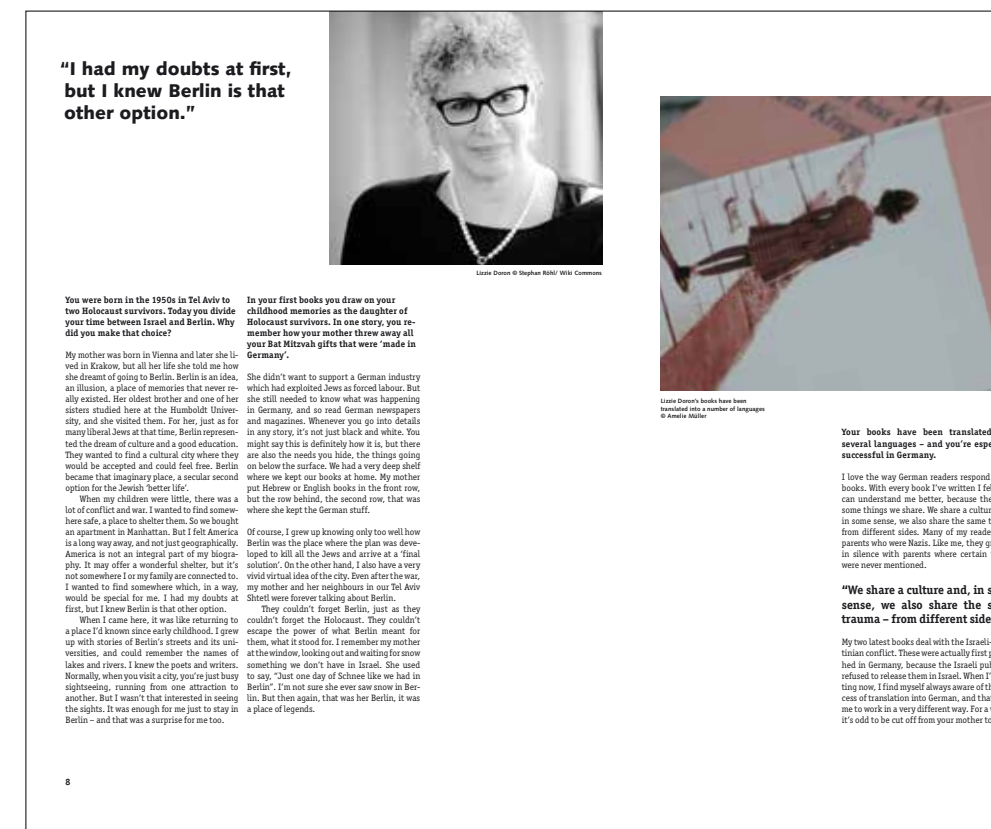 “I had my doubts at first,
but I knew Berlin is that
other option.”
Lizzie Doron © Stephan Röhl/ Wiki Commons
You were born in the 1950s in Tel Aviv to
two Holocaust survivors. Today you divide
your time between Israel and Berlin. Why
did you make that choice?
My mother was born in Vienna and later she li-
ved in Krakow, but all her life she told me how
she dreamt of going to Berlin. Berlin is an idea,
an illusion, a place of memories that never re-
ally existed. Her oldest brother and one of her
sisters studied here at the Humboldt Univer-
sity, and she visited them. For her, just as for
many liberal Jews at that time, Berlin represen-
ted the dream of culture and a good education.
They wanted to find a cultural city where they
would be accepted and could feel free. Berlin
became that imaginary place, a secular second
option for the Jewish ‘better life’.
When my children were little, there was a
lot of conflict and war. I wanted to find somew-
here safe, a place to shelter them. So we bought
an apartment in Manhattan. But I felt America
is a long way away, and not just geographically.
America is not an integral part of my biogra-
phy. It may offer a wonderful shelter, but it’s
not somewhere I or my family are connected to.
I wanted to find somewhere which, in a way,
would be special for me. I had my doubts at
first, but I knew Berlin is that other option.
When I came here, it was like returning to
a place I’d known since early childhood. I grew
up with stories of Berlin’s streets and its uni-
versities, and could remember the names of
lakes and rivers. I knew the poets and writers.
Normally, when you visit a city, you’re just busy
sightseeing, running from one attraction to
another. But I wasn’t that interested in seeing
the sights. It was enough for me just to stay in
Berlin – and that was a surprise for me too.
In your first books you draw on your
childhood memories as the daughter of
Holocaust survivors. In one story, you re-
member how your mother threw away all
your Bat Mitzvah gifts that were ‘made in
Germany’.
She didn’t want to support a German industry
which had exploited Jews as forced labour. But
she still needed to know what was happening
in Germany, and so read German newspapers
and magazines. Whenever you go into details
in any story, it’s not just black and white. You
might say this is definitely how it is, but there
are also the needs you hide, the things going
on below the surface. We had a very deep shelf
where we kept our books at home. My mother
put Hebrew or English books in the front row,
but the row behind, the second row, that was
where she kept the German stuff.
Of course, I grew up knowing only too well how
Berlin was the place where the plan was deve-
loped to kill all the Jews and arrive at a ‘final
solution’. On the other hand, I also have a very
vivid virtual idea of the city. Even after the war,
my mother and her neighbours in our Tel Aviv
Shtetl were forever talking about Berlin.
They couldn’t forget Berlin, just as they
couldn’t forget the Holocaust. They couldn’t
escape the power of what Berlin meant for
them, what it stood for. I remember my mother
at the window, looking out and waiting for snow
something we don’t have in Israel. She used
to say, “Just one day of Schnee like we had in
Berlin”. I’m not sure she ever saw snow in Ber-
lin. But then again, that was her Berlin, it was
a place of legends.
Lizzie Doron’s books have been
translated into a number of languages
© Amelie Müller
Your books have been translated
several languages – and you’re espe
successful in Germany.
I love the way German readers respond
books. With every book I’ve written I fel
can understand me better, because the
some things we share. We share a cultur
in some sense, we also share the same t
from different sides. Many of my reade
parents who were Nazis. Like me, they g
in silence with parents where certain
were never mentioned.
“We share a culture and, in s
sense, we also share the s
trauma – from different side
My two latest books deal with the Israeli-
tinian conflict. These were actually first p
hed in Germany, because the Israeli pul
refused to release them in Israel. When I’
ting now, I find myself always aware of th
cess of translation into German, and tha
me to work in a very different way. For a
it’s odd to be cut off from your mother to
8